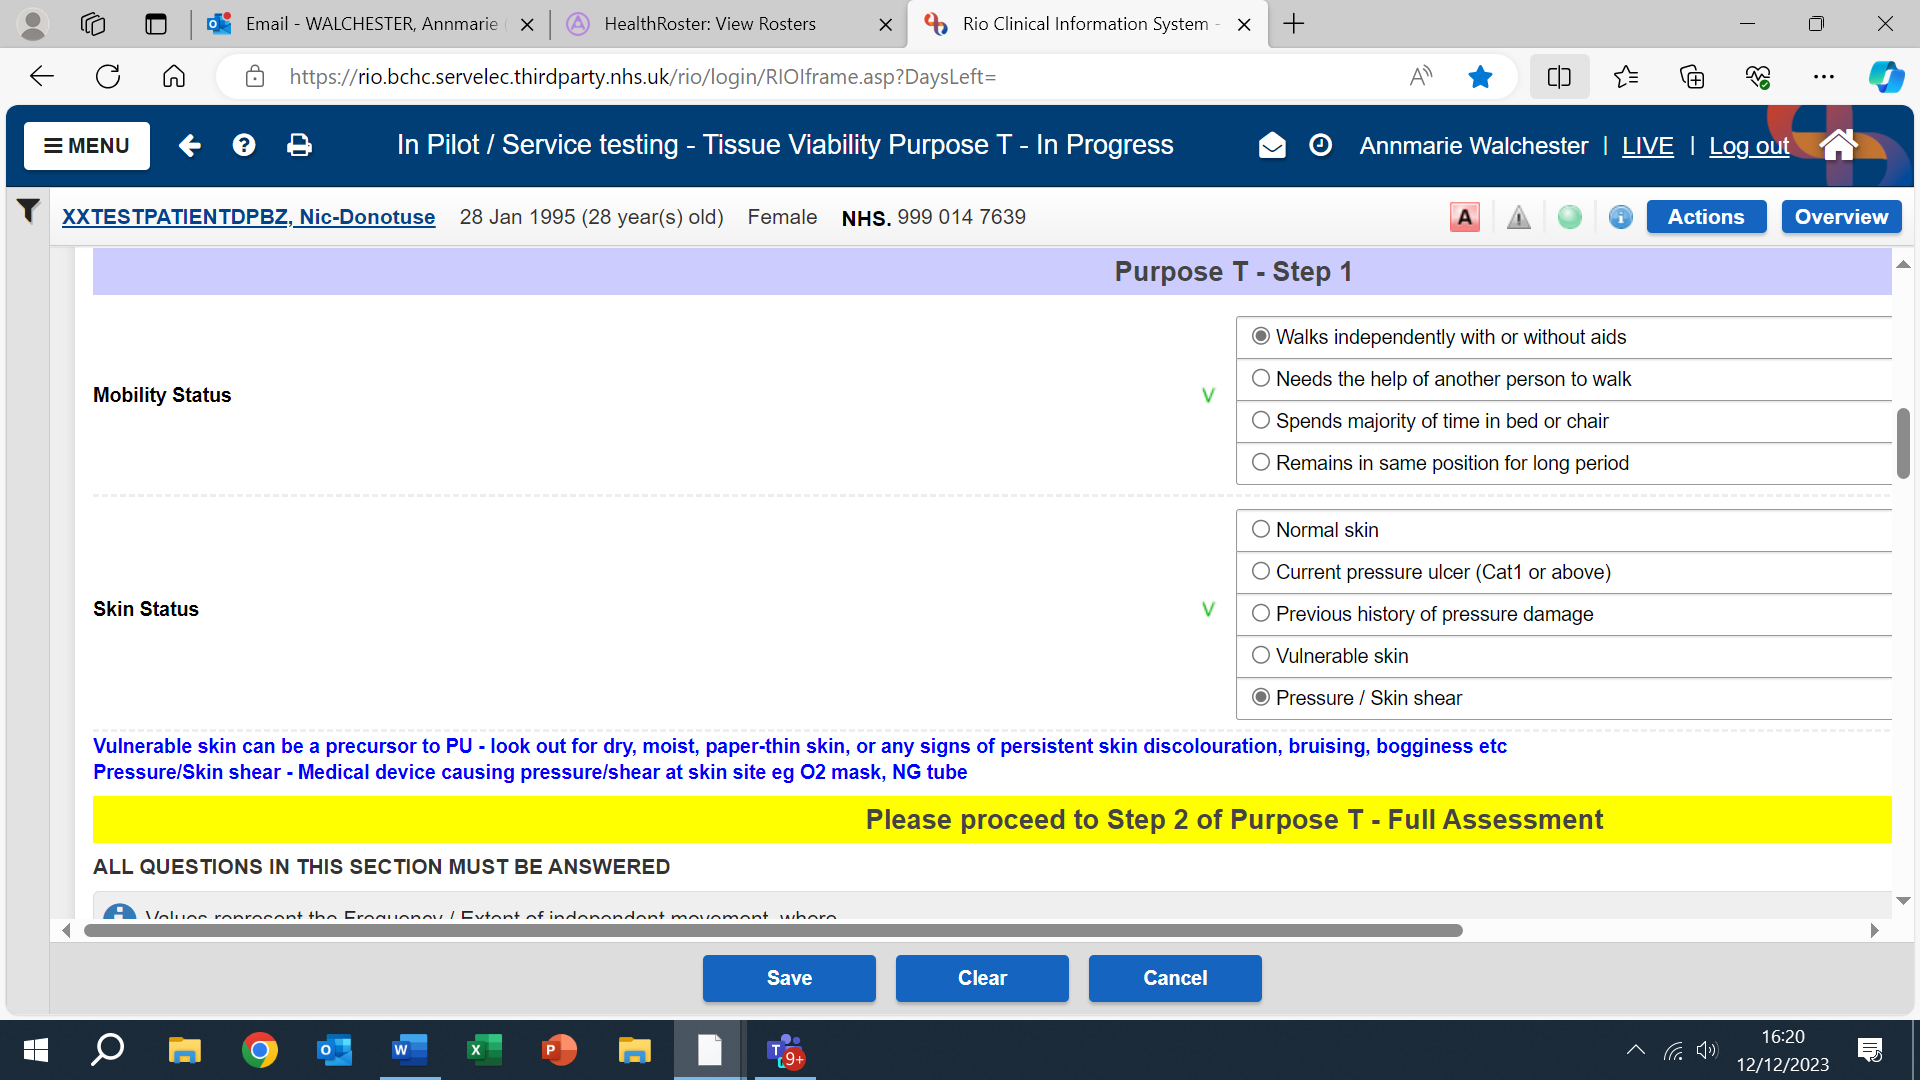 Email - WALCHESTER, Annmarie
HealthRoster: View Rosters
Rio Clinical Information System -
https://rio.bchc.servelec.thirdparty.nhs.uk/rio/login/RIOIframe.asp?DaysLeft=
MENU
In Pilot / Service testing - Tissue Viability Purpose T - In Progress
Annmarie Walchester | LIVE | Log out
XXTESTPATIENTDPBZ, Nic-Donotuse 28 Jan 1995 (28 year(s) old) Female NHS. 999 014 7639
A
Actions
Overview
Purpose T - Step 1
Mobility Status
V
Walks independently with or without aids
Needs the help of another person to walk
Spends majority of time in bed or chair
Remains in same position for long period
Skin Status
V
Normal skin
Current pressure ulcer (Cat1 or above)
Previous history of pressure damage
Vulnerable skin
Pressure / Skin shear
Vulnerable skin can be a precursor to PU - look out for dry, moist, paper-thin skin, or any signs of persistent skin discolouration, bruising, bogginess etc
Pressure/Skin shear - Medical device causing pressure/shear at skin site eg O2 mask, NG tube
Please proceed to Step 2 of Purpose T - Full Assessment
ALL QUESTIONS IN THIS SECTION MUST BE ANSWERED
Values represent the Frequency / Extent of independent movement, where
Save
Clear
Cancel
9+
16:20
12/12/2023